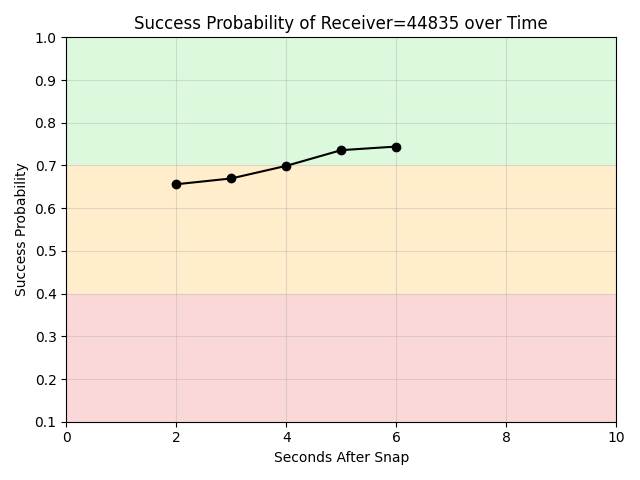 Success Probability of Receiver=44835 over Time
1.0
0.9
0.8
0.7
0.6
0.5
0.4
0.3
0.2
0.1
Success Probability
0 2 4 6 8 10
Seconds After Snap